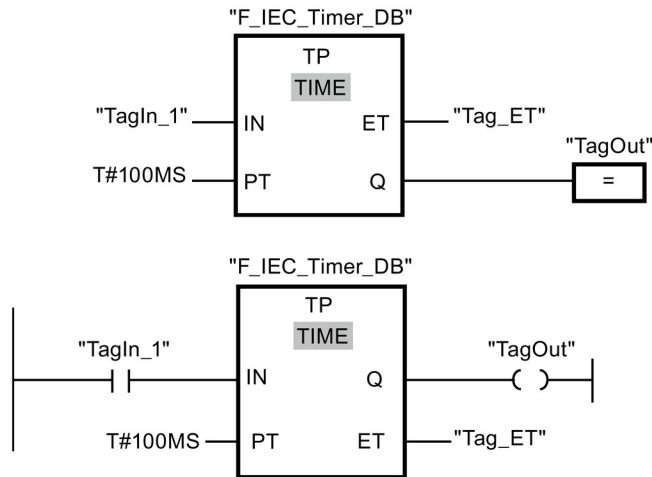 "F_IEC_Timer_DB"
TP
TIME
"TagIn_1" IN ET "Tag_ET"
"TagOut"
T#100MS PT Q =
"F_IEC_Timer_DB"
TP
TIME
"TagIn_1" "TagOut"
IN Q
T#100MS PT ET "Tag_ET"